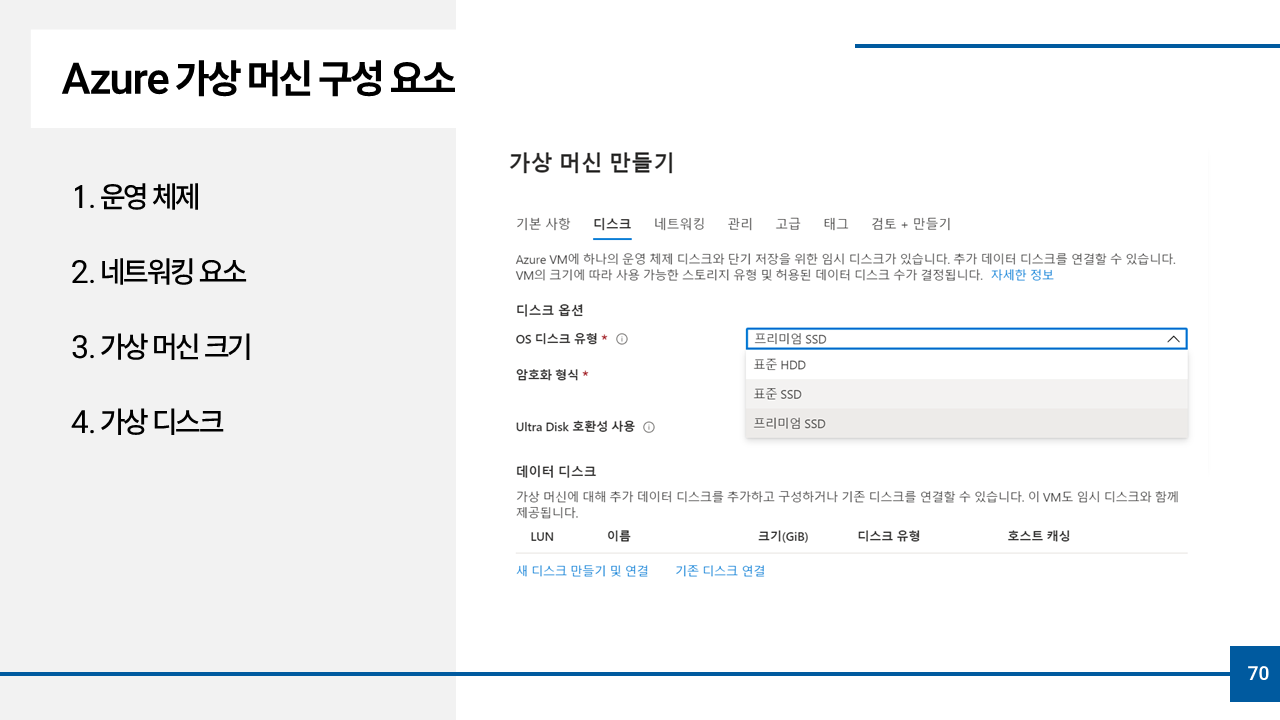 Azure 가상 머신 구성 요소
1. 운영 체제
2. 네트워킹 요소
3. 가상 머신 크기
4. 가상 디스크
가상 머신 만들기
기본 사항 디스크 네트워킹 관리 고급 태그 검토 + 만들기
Azure VM에 하나의 운영 체제 디스크와 단기 저장을 위한 임시 디스크가 있습니다. 추가 데이터 디스크를 연결할 수 있습니다.
VM의 크기에 따라 사용 가능한 스토리지 유형 및 허용된 데이터 디스크 수가 결정됩니다. 자세한 정보
디스크 옵션
OS 디스크 유형 * 프리미엄 SSD
표준 HDD
암호화 형식 *
표준 SSD
프리미엄 SSD
Ultra Disk 호환성 사용
데이터 디스크
가상 머신에 대해 추가 데이터 디스크를 추가하고 구성하거나 기존 디스크를 연결할 수 있습니다. 이 VM도 임시 디스크와 함께
제공됩니다.
LUN 이름 크기(GiB) 디스크 유형 호스트 캐싱
새 디스크 만들기 및 연결 기존 디스크 연결
70